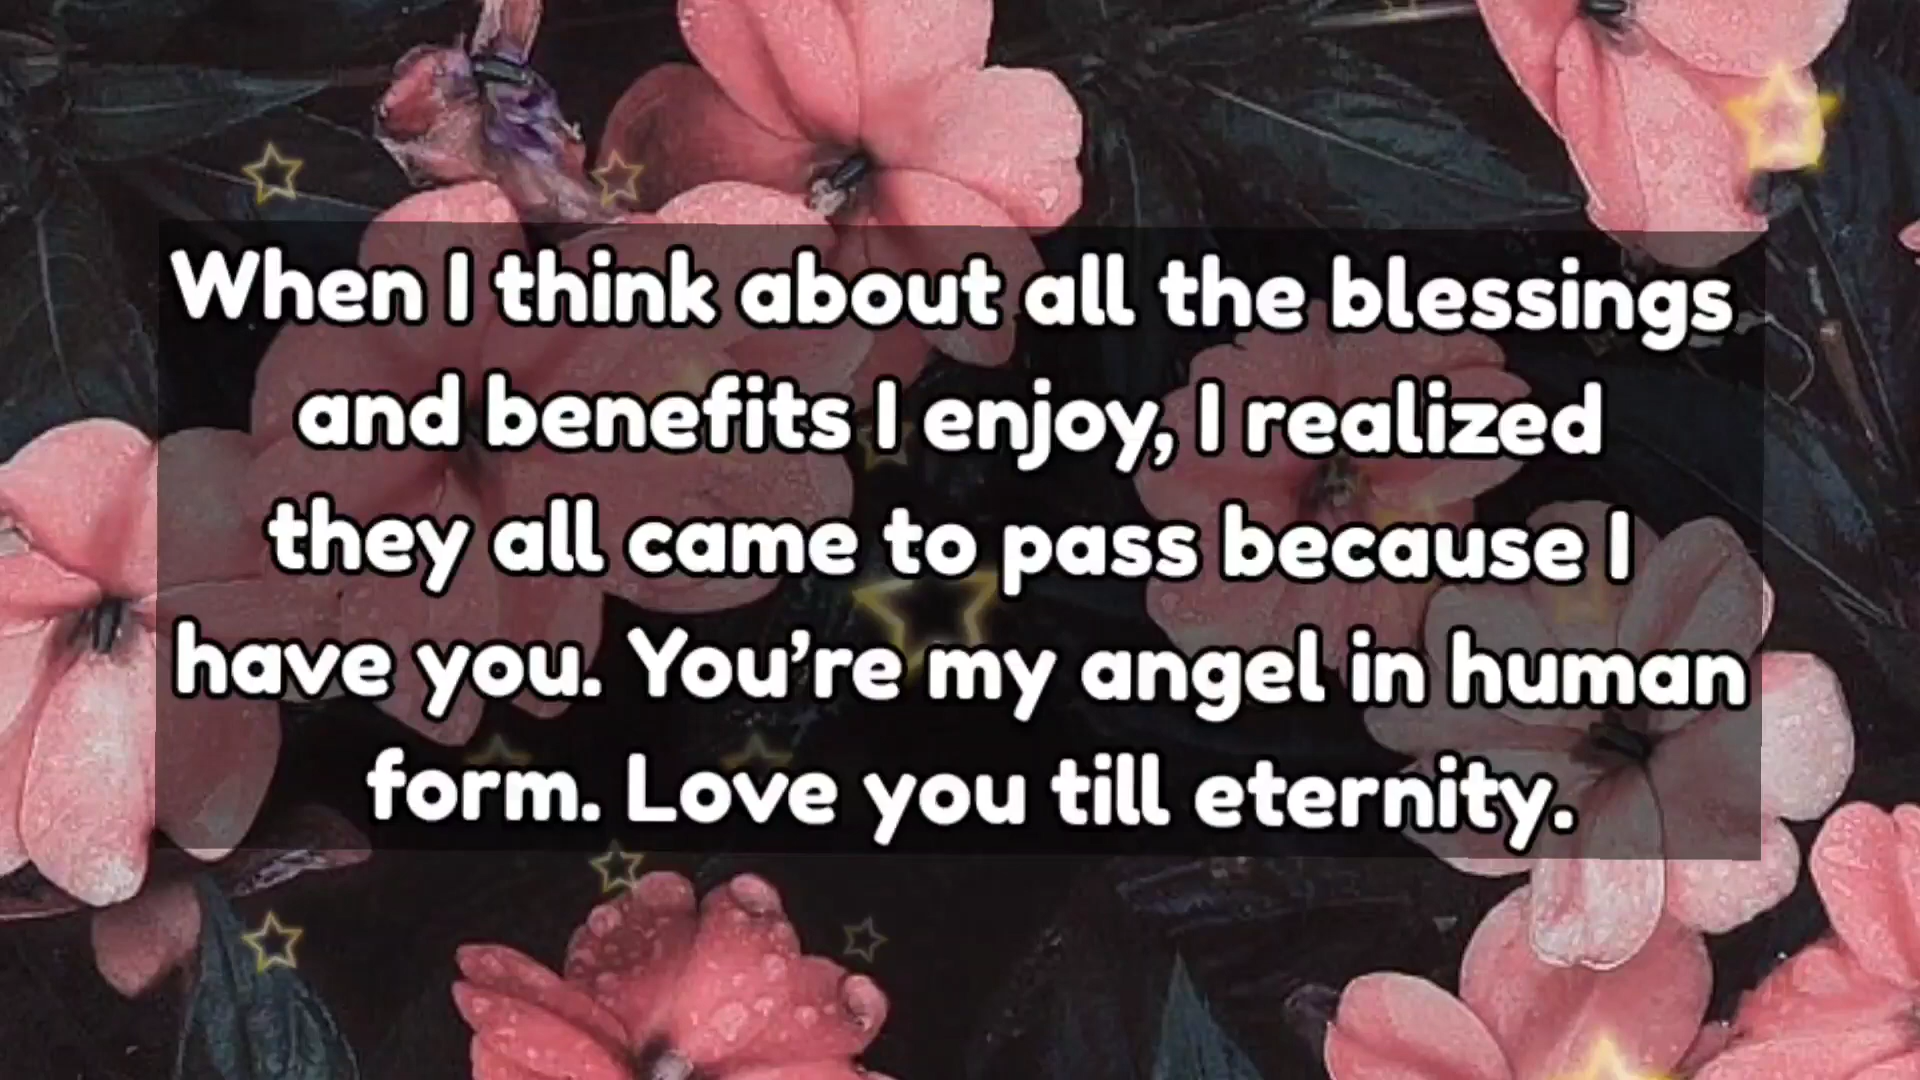 When I think about all the blessings
and benefits I enjoy, I realized
they all came to pass because I
have you. You’re my angel in human
form. Love you till eternity.